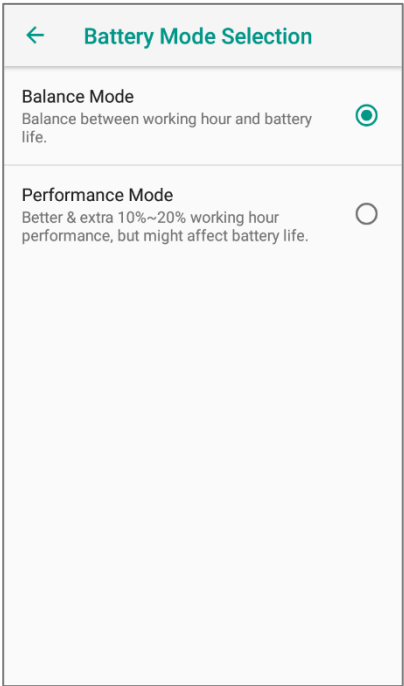 Battery Mode Selection
Balance Mode
Balance between working hour and battery
life.
Performance Mode
Better & extra 10%~20% working hour
performance, but might affect battery life.